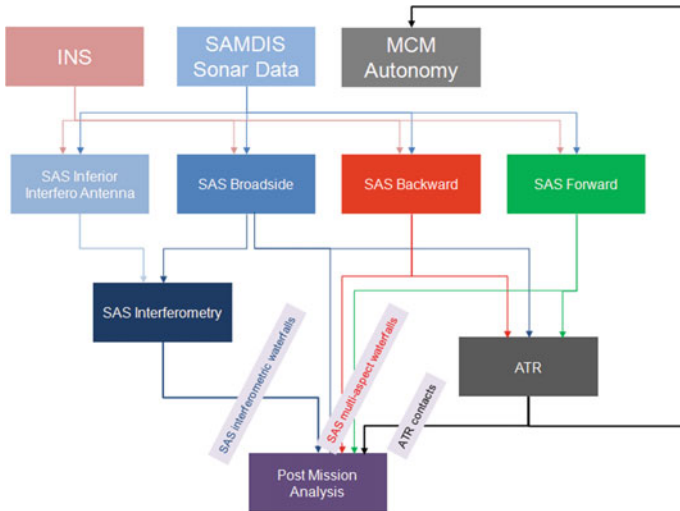 INS
SAMDIS
Sonar Data
MCM
Autonomy
SAS Inferior
Interfero Antenna
SAS Broadside
SAS Backward
SAS Forward
SAS Interferometry
ATR
SAS interferometric waterfalls
SAS multi-aspect waterfalls
ATR contacts
Post Mission
Analysis